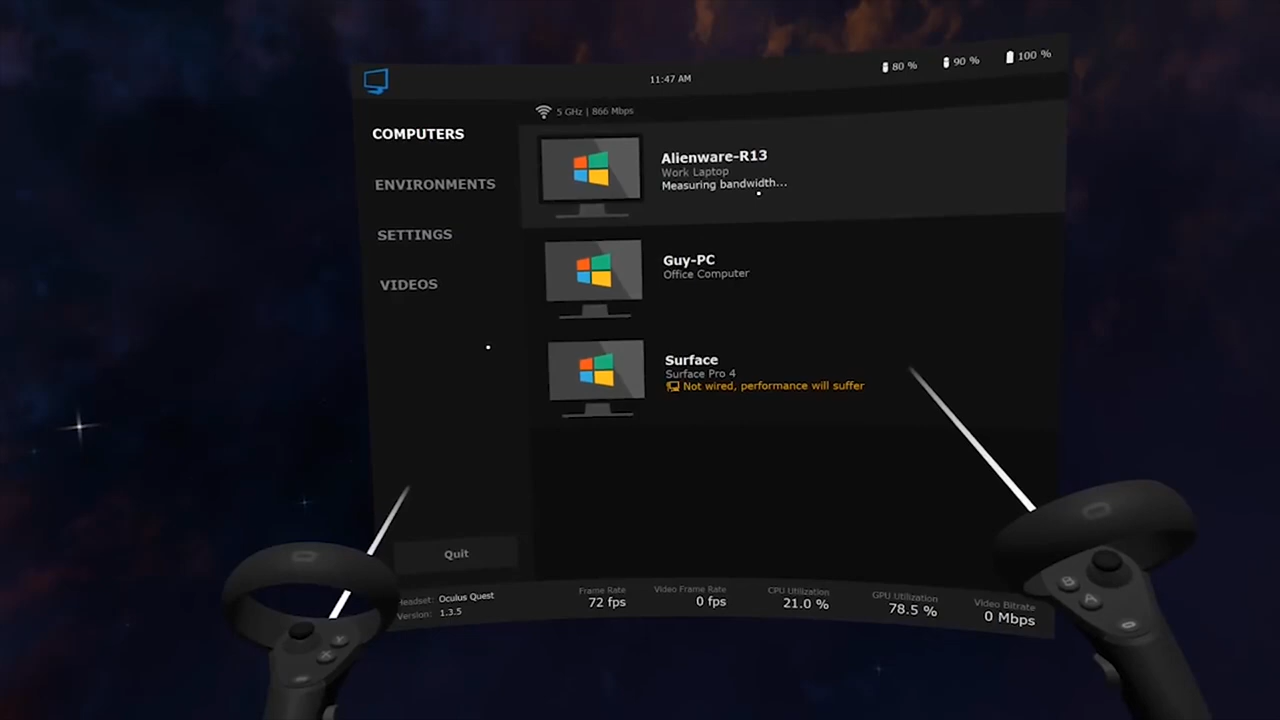 11:47 AM
80 %
90 %
100 %
5 GHz | 866 Mbps
COMPUTERS
ENVIRONMENTS
SETTINGS
VIDEOS
Alienware-R13
Work Laptop
Measuring bandwidth...
Guy-PC
Office Computer
Surface
Surface Pro 4
Not wired, performance will suffer
Quit
Headset: Oculus Quest
Version: 1.3.5
Frame Rate
72 fps
Video Frame Rate
0 fps
CPU Utilization
21.0 %
GPU Utilization
78.5 %
Video Bitrate
0 Mbps
Y
X
B
A